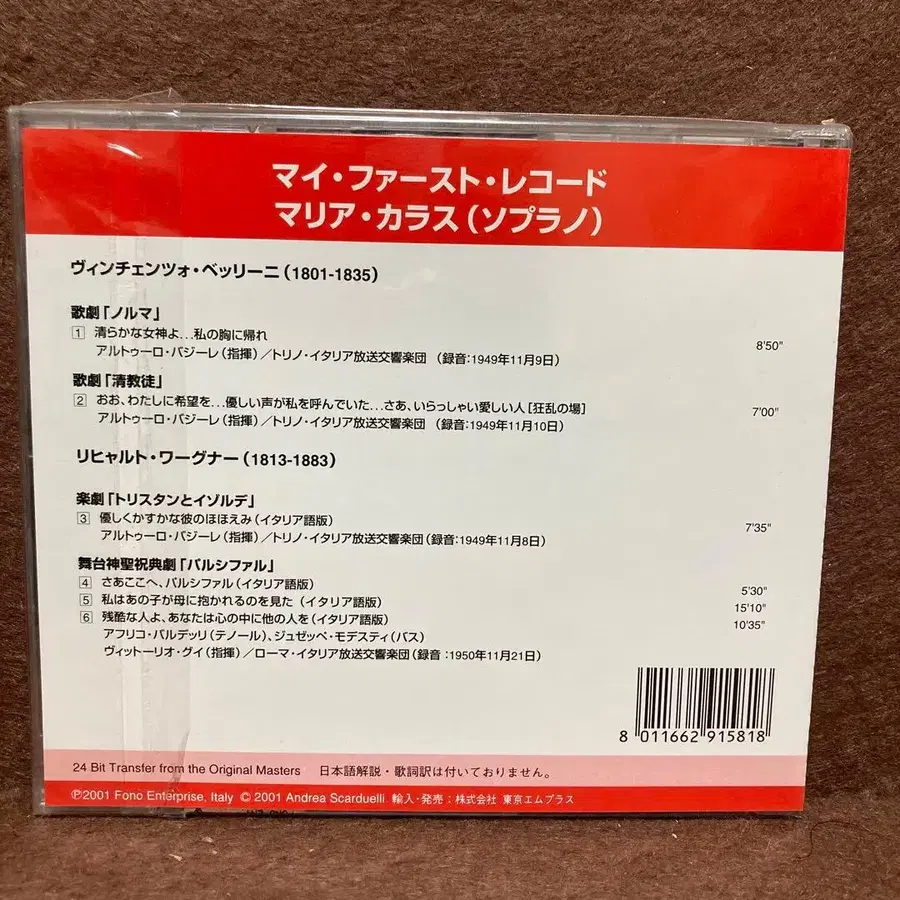 マイ・ファースト・レコード
マリア・カラス(ソプラノ)
ヴィンチェンツォ・ベッリーニ(1801-1835)
歌劇「ノルマ」
1 清らかな女神よ…私の胸に帰れ 8'50"
アルトゥーロ・バジーレ(指揮)／トリノ・イタリア放送交響楽団 (録音:1949年11月9日)
歌劇「清教徒」
2 おお、わたしに希望を…優しい声が私を呼んでいた…さあ、いらっしゃい愛しい人[狂乱の場] 7'00"
アルトゥーロ・バジーレ(指揮)／トリノ・イタリア放送交響楽団 (録音:1949年11月10日)
リヒャルト・ワーグナー(1813-1883)
楽劇「トリスタンとイゾルデ」
3 優しくかすかな彼のほほえみ(イタリア語版) 7'35"
アルトゥーロ・バジーレ(指揮)／トリノ・イタリア放送交響楽団(録音:1949年11月8日)
舞台神聖祝典劇「パルシファル」
4 さあここへ、パルシファル(イタリア語版) 5'30"
5 私はあの子が母に抱かれるのを見た (イタリア語版) 15'10"
6 残酷な人よ、あなたは心の中に他の人を(イタリア語版) 10'35"
アフリコ・バルデッリ(テノール)、ジュゼッペ・モデスティ(バス)
ヴィットーリオ・グイ(指揮)／ローマ・イタリア放送交響楽団(録音:1950年11月21日)
8 011662 915818
24 Bit Transfer from the Original Masters 日本語解説・歌詞訳は付いておりません。
℗2001 Fono Enterprise, Italy © 2001 Andrea Scarduelli 輸入・発売：株式会社 東京エムプラス